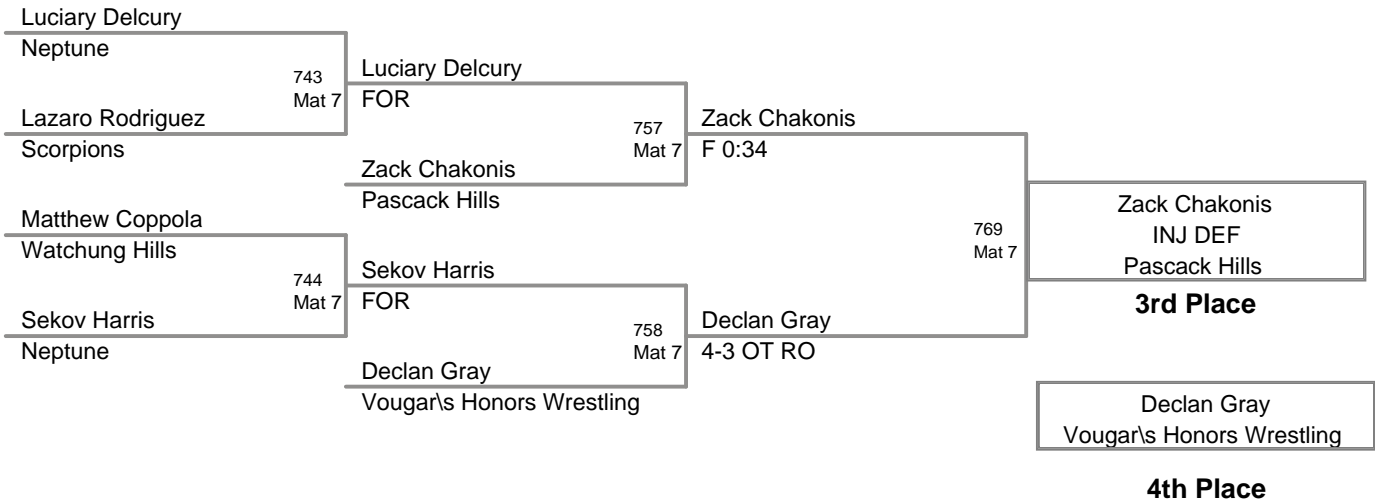 Luciary Delcury
Neptune
743
Mat 7
Lazaro Rodriguez
Scorpions
Matthew Coppola
Watchung Hills
744
Mat 7
Sekov Harris
Neptune
Luciary Delcury
FOR
757
Mat 7
Zack Chakonis
Pascack Hills
Sekov Harris
FOR
758
Mat 7
Declan Gray
Vougar\s Honors Wrestling
Zack Chakonis
F 0:34
769
Mat 7
Declan Gray
4-3 OT RO
Zack Chakonis
INJ DEF
Pascack Hills
3rd Place
Declan Gray
Vougar\s Honors Wrestling
4th Place